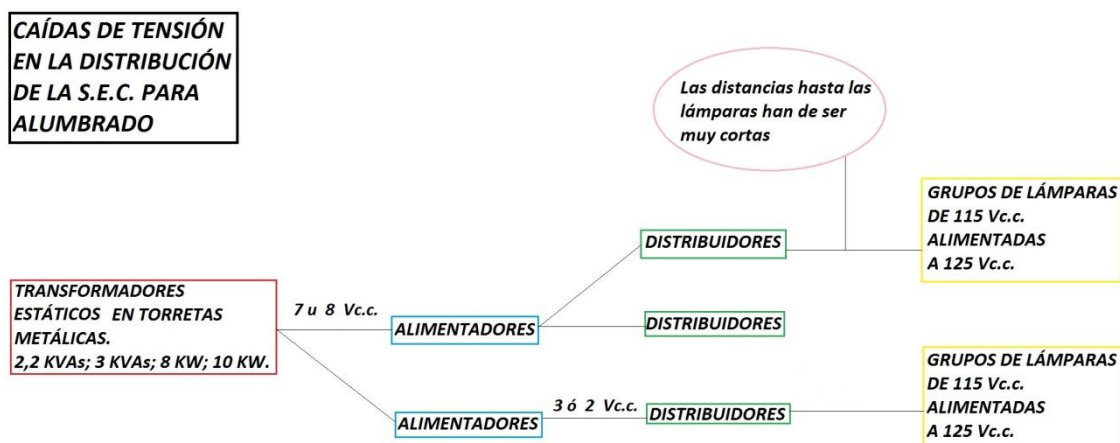 CAÍDAS DE TENSIÓN
EN LA DISTRIBUCIÓN
DE LA S.E.C. PARA
ALUMBRADO
Las distancias hasta las
lámparas han de ser
muy cortas
GRUPOS DE LÁMPARAS
DE 115 Vc.c.
ALIMENTADAS
A 125 Vc.c.
DISTRIBUIDORES
TRANSFORMADORES
ESTÁTICOS EN TORRETAS
METÁLICAS.
2,2 KVAs; 3 KVAs; 8 KW; 10 KW.
7 u 8 Vc.c.
ALIMENTADORES
DISTRIBUIDORES
ALIMENTADORES
3 ó 2 Vc.c.
DISTRIBUIDORES
GRUPOS DE LÁMPARAS
DE 115 Vc.c.
ALIMENTADAS
A 125 Vc.c.